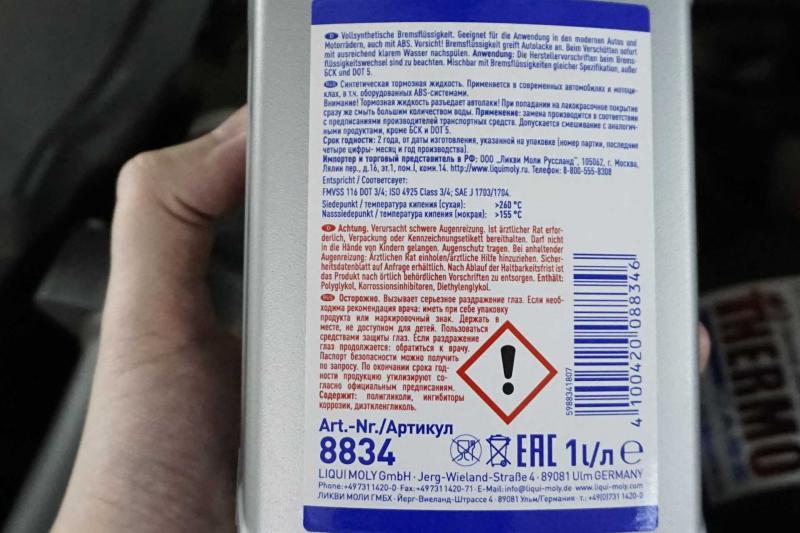 D Vollsynthetische Bremsflüssigkeit. Geeignet für die Anwendung in den modernen Autos und
Motorrädern, auch mit ABS. Vorsicht! Bremsflüssigkeit greift Autolacke an. Beim Verschütten sofort
mit ausreichend klarem Wasser nachspülen. Anwendung: Die Herstellervorschriften beim Brems-
flüssigkeitswechsel sind zu beachten. Mischbar mit Bremsflüssigkeiten gleicher Spezifikation, außer
БСК und DOT 5.
RUS Синтетическая тормозная жидкость. Применяется в современных автомобилях и мотоци-
клах, в т.ч. оборудованных ABS-системами.
Внимание! Тормозная жидкость разъедает автолаки! При попадании на лакокрасочное покрытие
сразу же смыть большим количеством воды. Применение: замена производится в соответствии
с предписаниями производителей транспортных средств. Допускается смешивание с аналогич-
ными продуктами, кроме БСК и DOT 5.
Срок годности: 2 года, от даты изготовления, указанной на упаковке (номер партии, последние
четыре цифры- месяц и год производства).
Импортер и торговый представитель в РФ: ООО „Ликви Моли Руссланд", 105062, г. Москва,
Лялин пер., д.16, эт.1, пом.I, комн.14. http://www.liquimoly.ru. Телефон: 8-800-555-8308
Entspricht / Соответсвует:
FMVSS 116 DOT 3/4; ISO 4925 Class 3/4; SAE J 1703/1704.
Siedepunkt / температура кипения (сухая): >260 °C
Nasssiedepunkt / температура кипения (мокрая): >155 °C
D Achtung. Verursacht schwere Augenreizung. Ist ärztlicher Rat erfor-
derlich, Verpackung oder Kennzeichnungsetikett bereithalten. Darf nicht
in die Hände von Kindern gelangen. Augenschutz tragen. Bei anhaltender
Augenreizung: Ärztlichen Rat einholen/ärztliche Hilfe hinzuziehen. Sicher-
heitsdatenblatt auf Anfrage erhältlich. Nach Ablauf der Haltbarkeitsfrist ist
das Produkt nach örtlich behördlichen Vorschriften zu entsorgen. Enthält:
Polyglykol, Korrossionsinhibitoren, Diethylenglykol.
RUS Осторожно. Вызывает серьезное раздражение глаз. Если необ-
ходима рекомендация врача: иметь при себе упаковку
продукта или маркировочный знак. Держать в
месте, не доступном для детей. Пользоваться
средствами защиты глаз. Если раздражение
глаз продолжается: обратиться к врачу.
Паспорт безопасности можно получить
по запросу. По окончании срока год-
ности продукцию утилизируют со-
гласно официальным предписаниям.
Содержит: полигликоли, ингибиторы
коррозии, диэтиленгликоль.
5988341807
4 100420 088346
Art.-Nr./Артикул
8834
EAC 1 l/л e
LIQUI MOLY GmbH · Jerg-Wieland-Straße 4 · 89081 Ulm GERMANY
Phone: +49 731 1420-0 · Fax: +49 731 1420-71 · E-Mail: info@liqui-moly.de www.liqui-moly.com
ЛИКВИ МОЛИ ГМБХ · Йерг-Виеланд-Штрассе 4 · 89081 Ульм/Германия · т.: +49(0)731 1420-0
THERMO